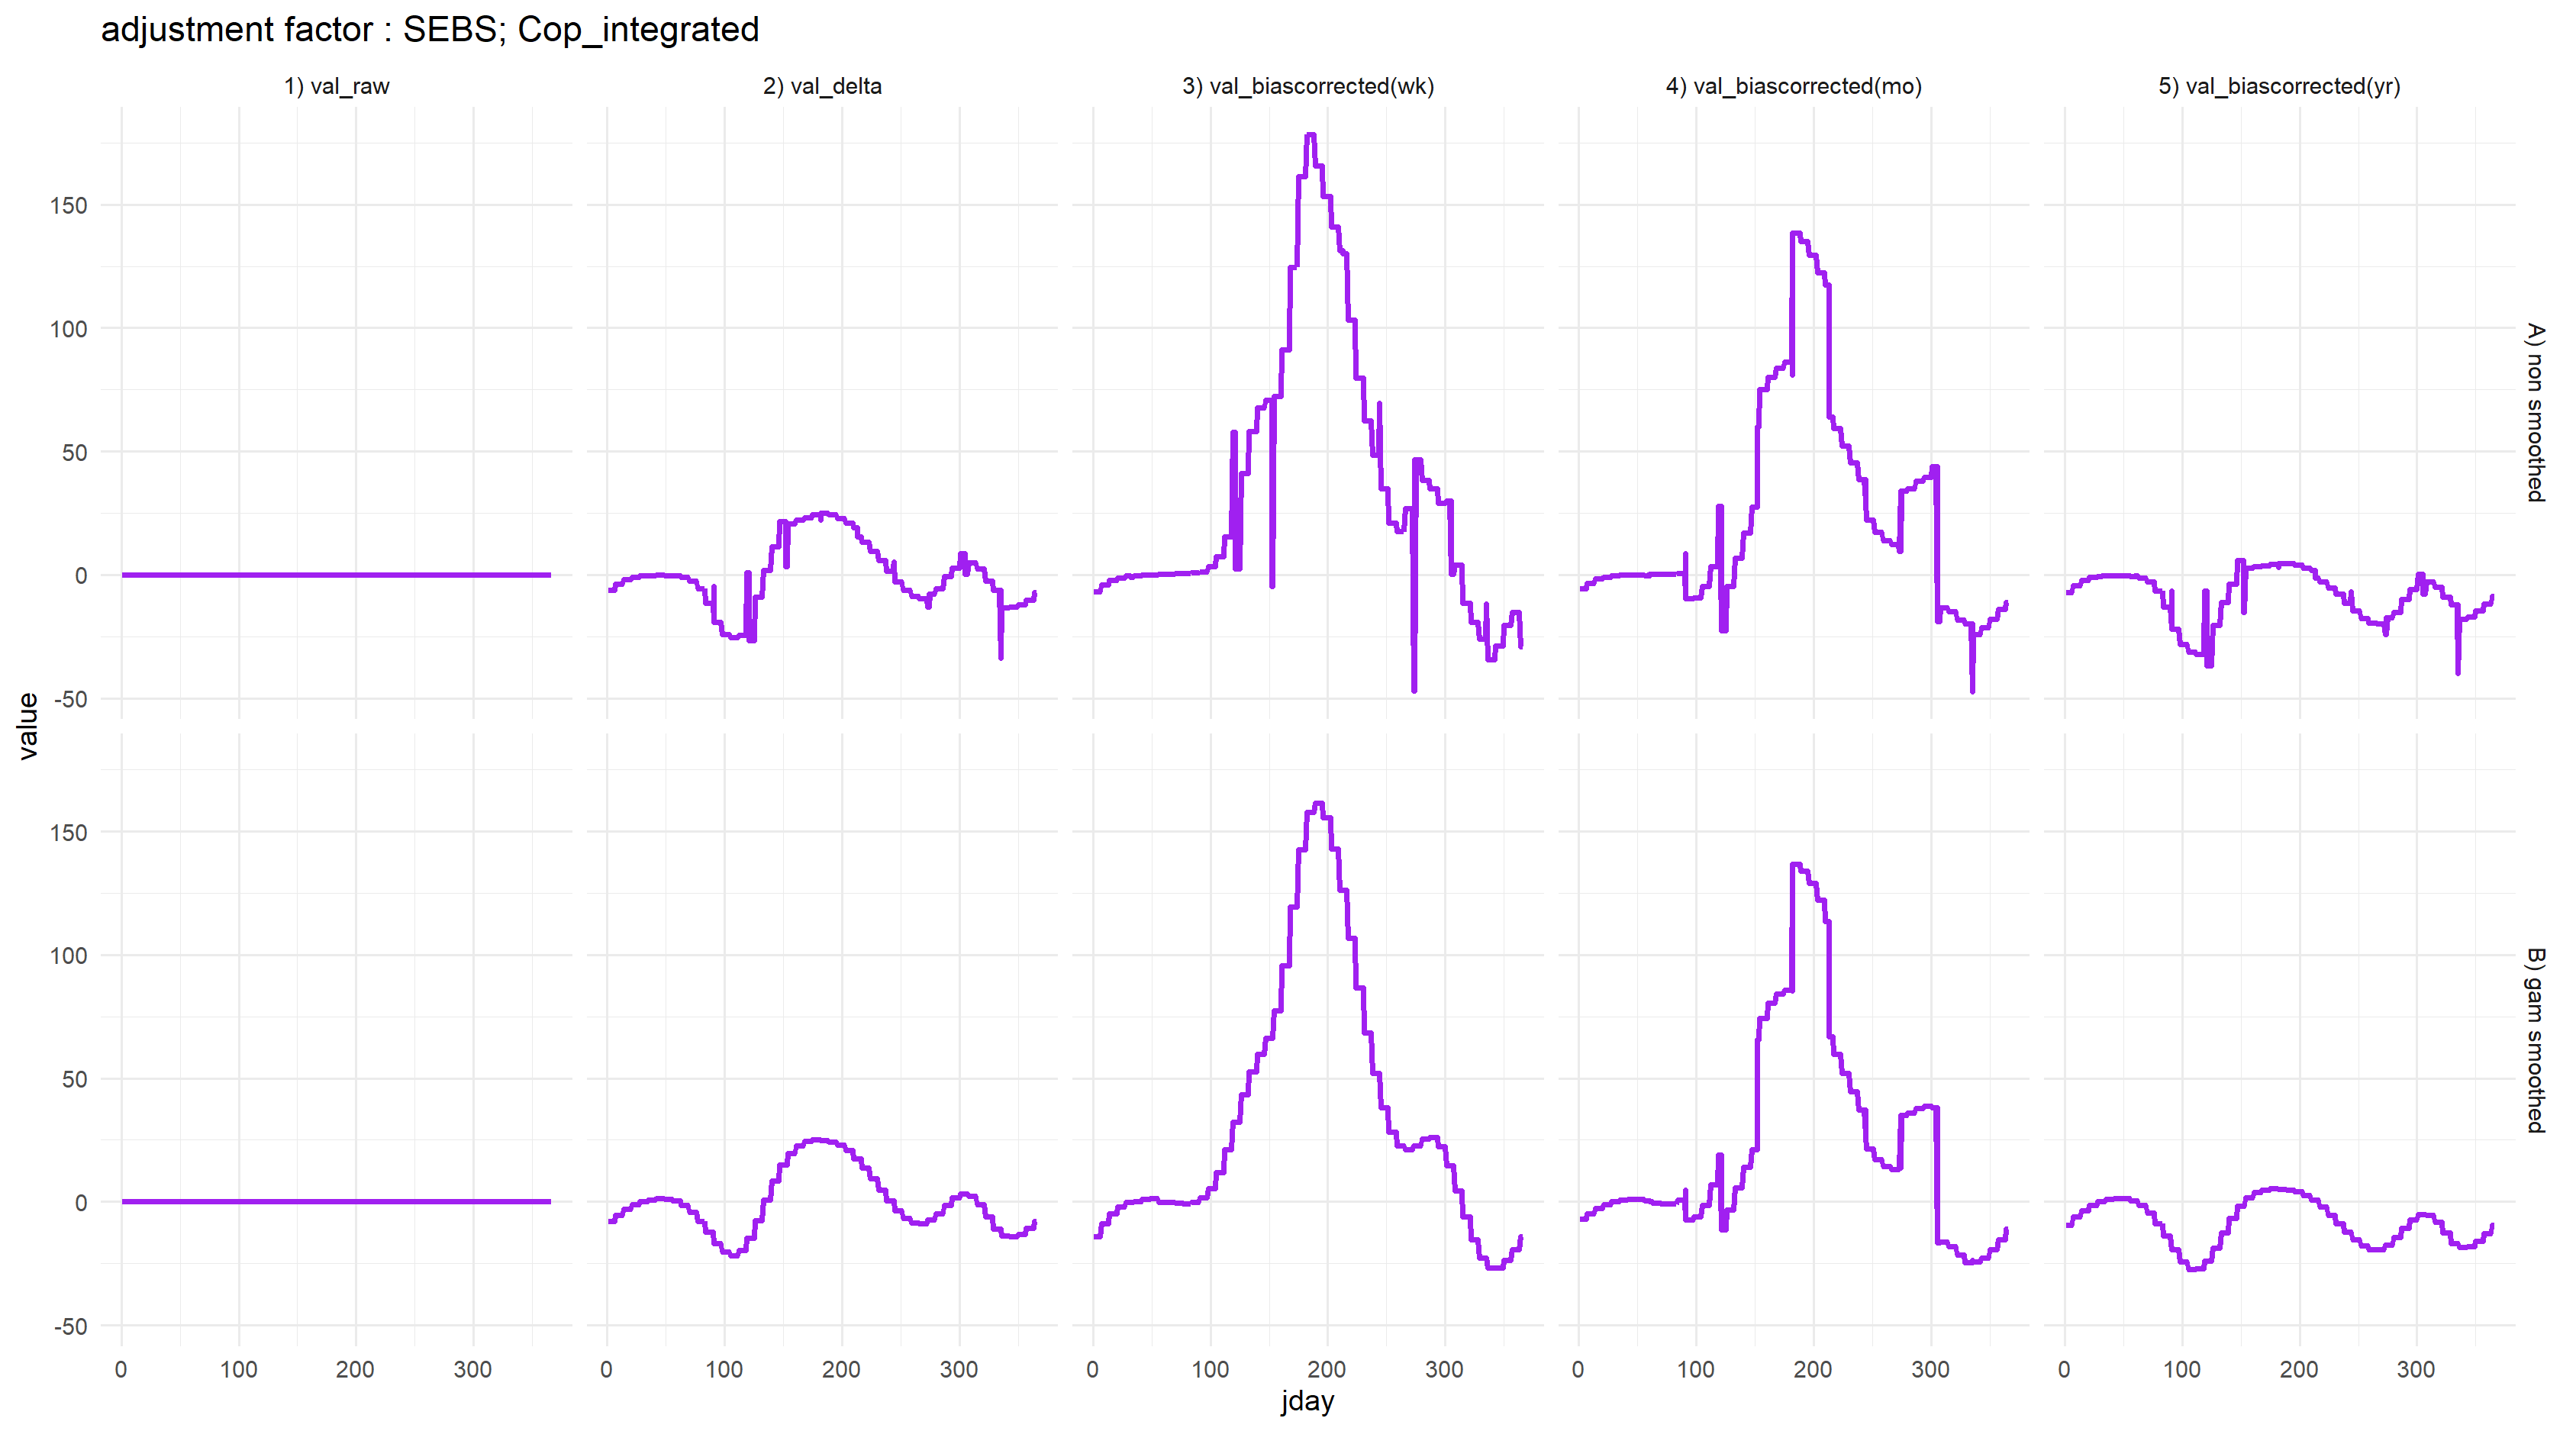 adjustment factor : SEBS; Cop_integrated
1) val_raw
2) val_delta
3) val_biascorrected(wk)
4) val_biascorrected(mo)
5) val_biascorrected(yr)
150
100
50
0
-50
A) non smoothed
value
150
100
50
0
-50
B) gam smoothed
0 100 200 300
0 100 200 300
0 100 200 300
0 100 200 300
0 100 200 300
jday